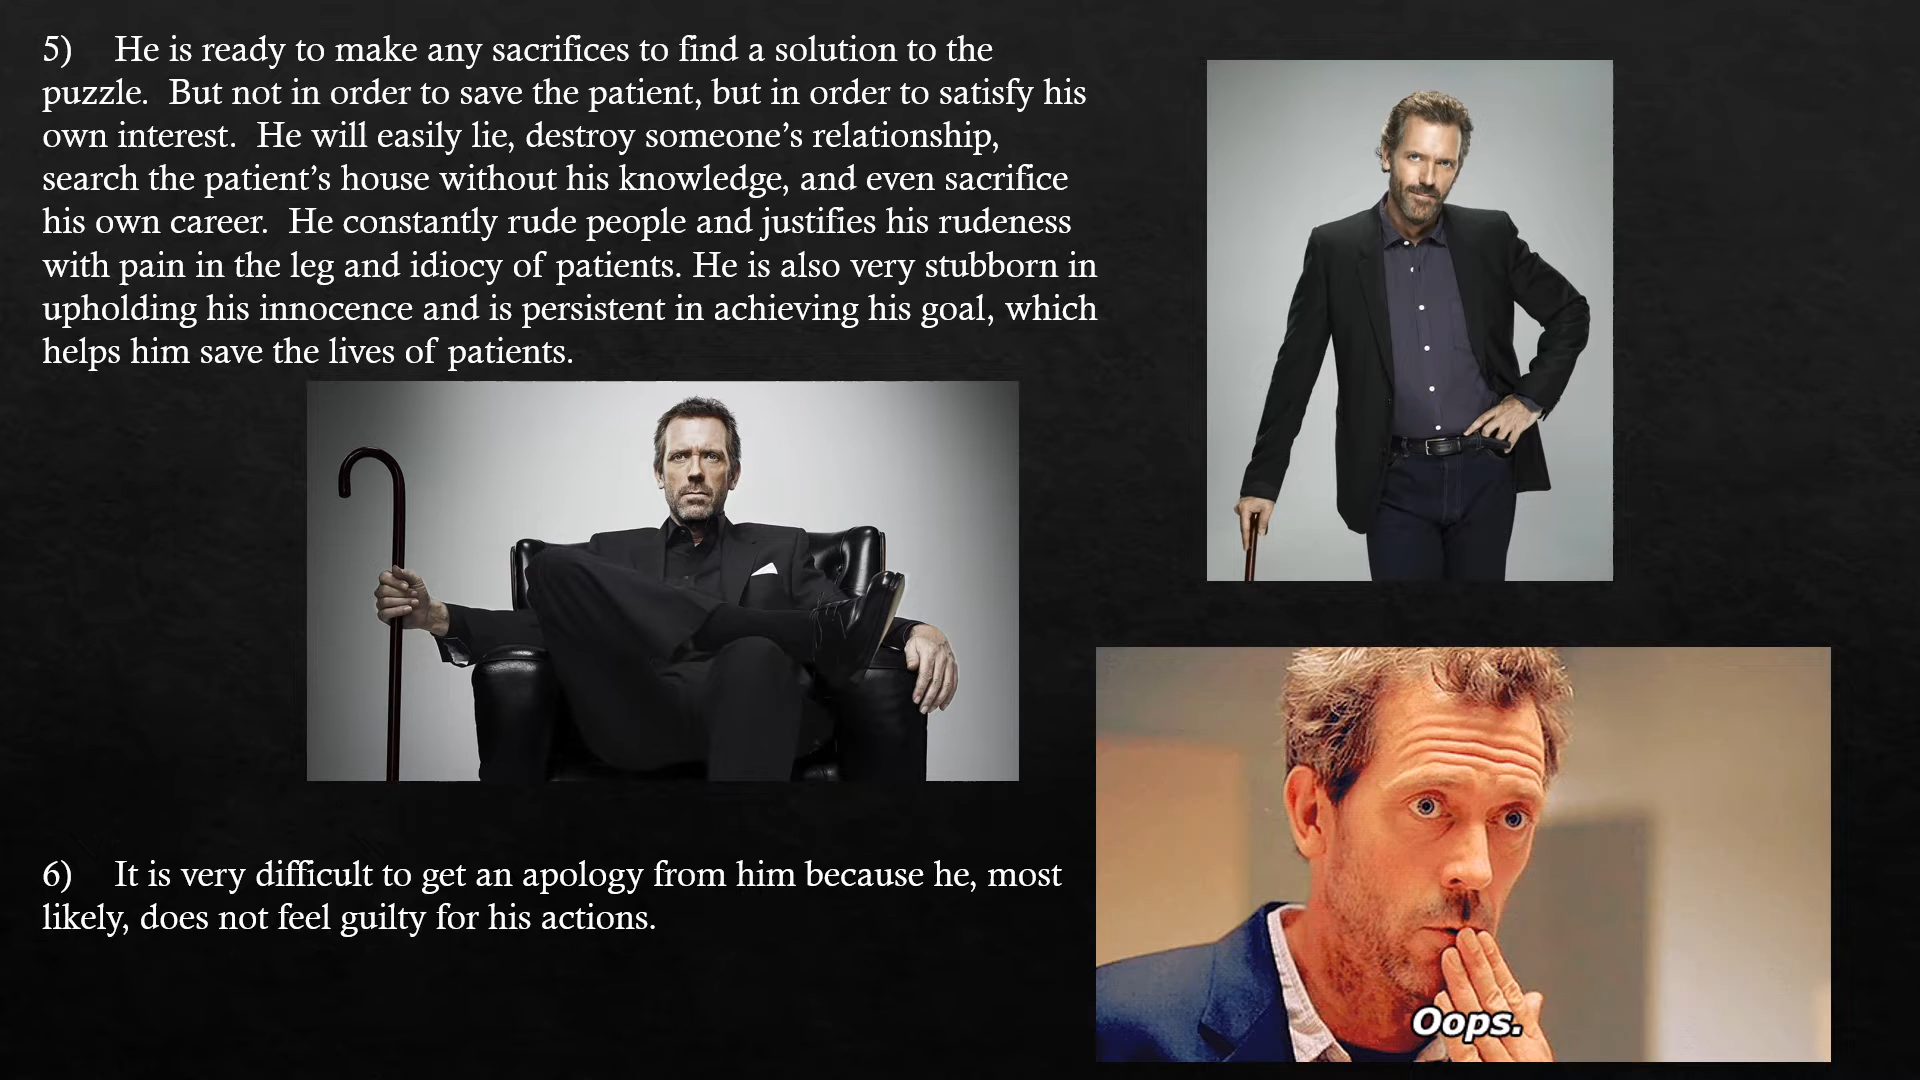 5) He is ready to make any sacrifices to find a solution to the
puzzle. But not in order to save the patient, but in order to satisfy his
own interest. He will easily lie, destroy someone’s relationship,
search the patient’s house without his knowledge, and even sacrifice
his own career. He constantly rude people and justifies his rudeness
with pain in the leg and idiocy of patients. He is also very stubborn in
upholding his innocence and is persistent in achieving his goal, which
helps him save the lives of patients.
6) It is very difficult to get an apology from him because he, most
likely, does not feel guilty for his actions.
Oops.